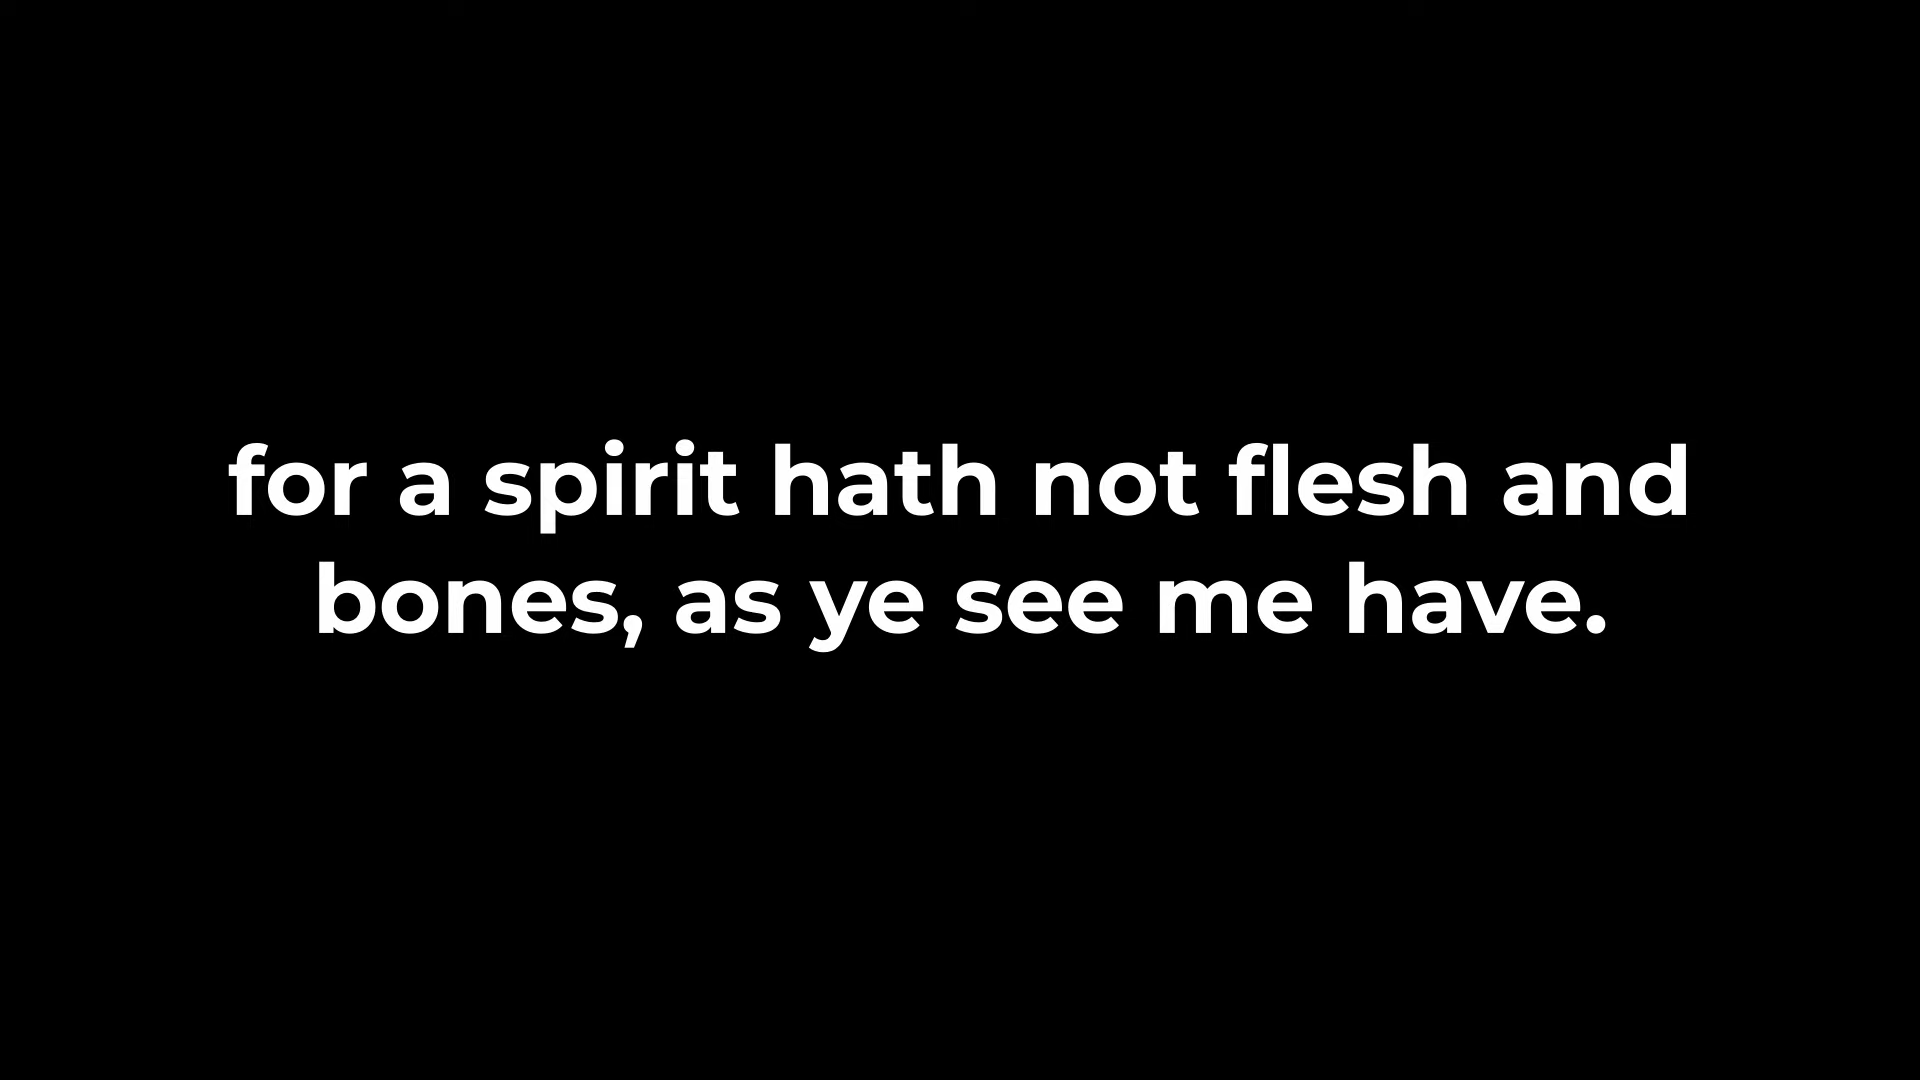 for a spirit hath not flesh and
bones, as ye see me have.